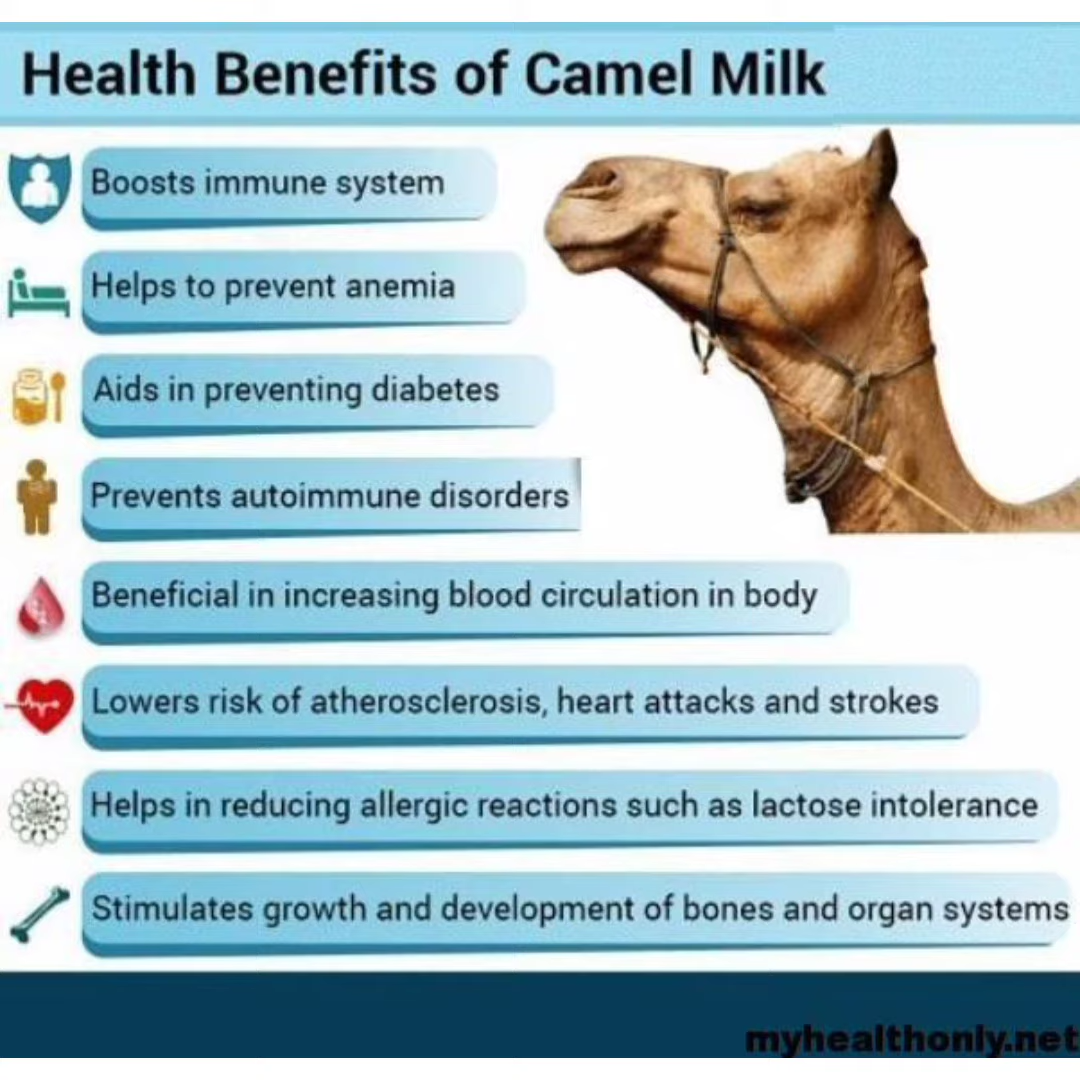 Health Benefits of Camel Milk
Boosts immune system
Helps to prevent anemia
Aids in preventing diabetes
Prevents autoimmune disorders
Beneficial in increasing blood circulation in body
Lowers risk of atherosclerosis, heart attacks and strokes
Helps in reducing allergic reactions such as lactose intolerance
Stimulates growth and development of bones and organ systems
myhealthonly.net